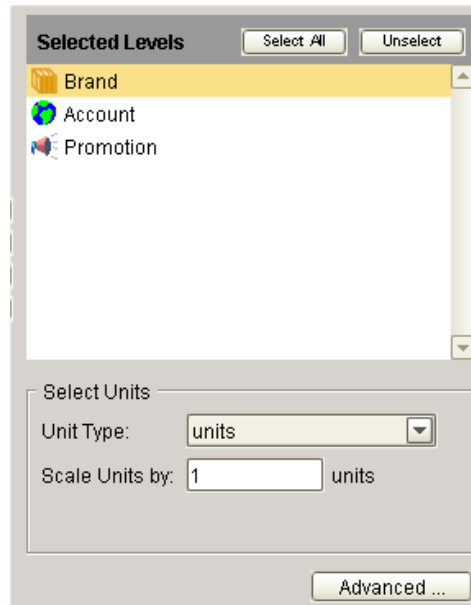 Selected Levels Select All Unselect
Brand
Account
Promotion
Select Units
Unit Type: units
Scale Units by: 1 units
Advanced ...